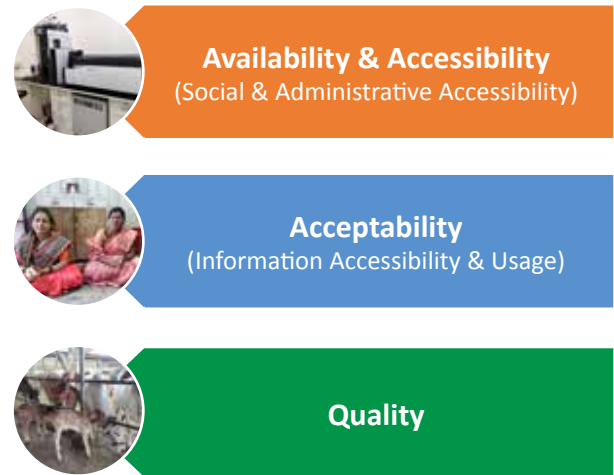 Availability & Accessibility
(Social & Administrative Accessibility)
Acceptability
(Information Accessibility & Usage)
Quality